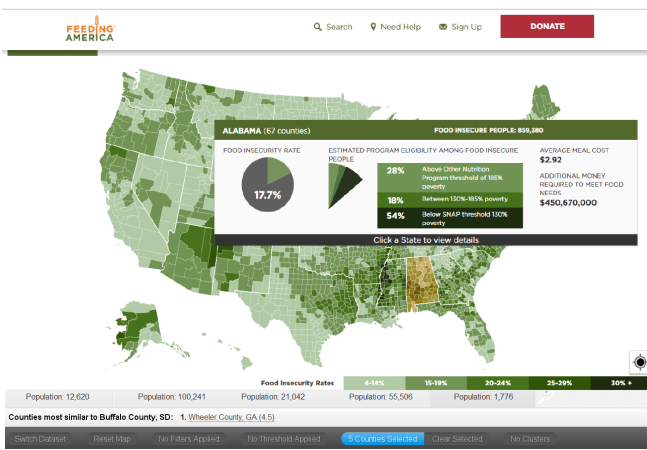 FEEDING
AMERICA
Search
Need Help
Sign Up
DONATE
ALABAMA (67 counties)
FOOD INSECURE PEOPLE: 859,380
FOOD INSECURITY RATE
17.7%
ESTIMATED PROGRAM ELIGIBILITY AMONG FOOD INSECURE
PEOPLE
28% Above Other Nutrition
Program threshold of 185%
poverty
18% Between 130%-185% poverty
54% Below SNAP threshold 130%
poverty
AVERAGE MEAL COST
$2.92
ADDITIONAL MONEY
REQUIRED TO MEET FOOD
NEEDS
$450,670,000
Click a State to view details
Food Insecurity Rates 4-14% 15-19% 20-24% 25-29% 30% +
Population: 12,620 Population: 100,241 Population: 21,042 Population: 55,506 Population: 1,776
Counties most similar to Buffalo County, SD: 1. Wheeler County, GA (4.5)
Switch Dataset Reset Map No Filters Applied No Threshold Applied 5 Counties Selected Clear Selected No Clusters